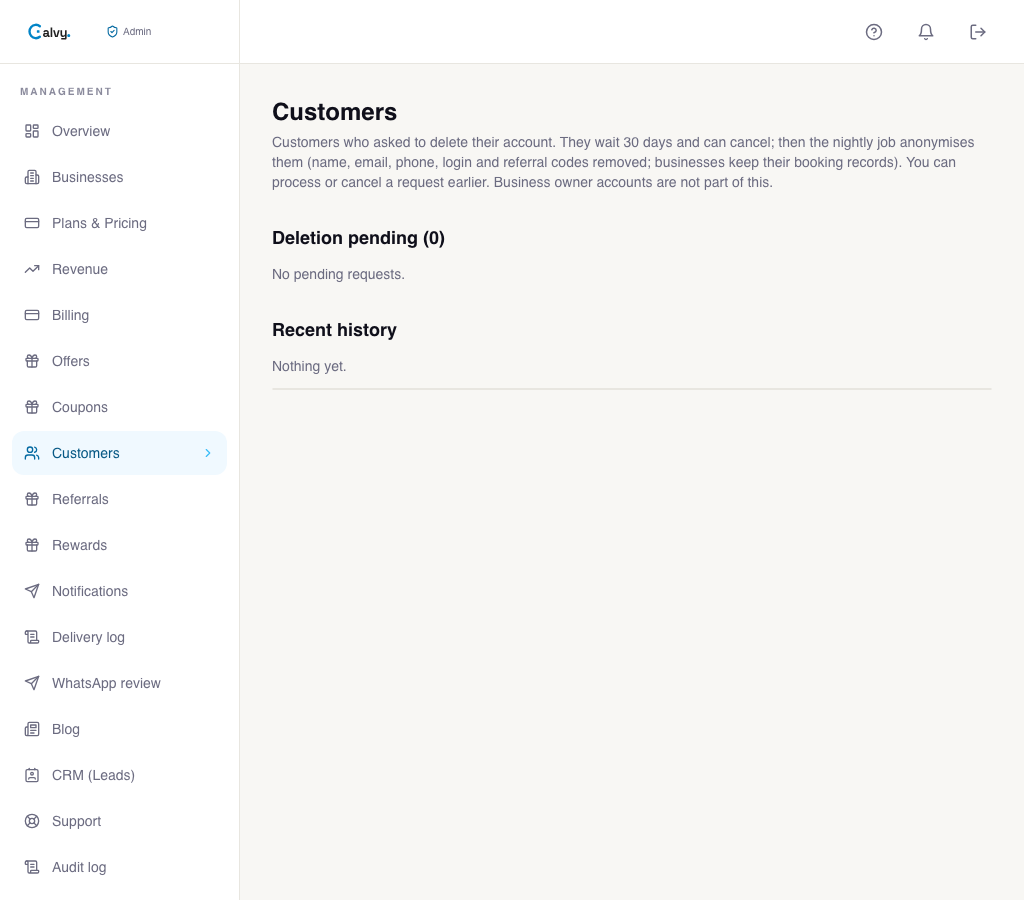 Calvy.
Admin
MANAGEMENT
Overview
Businesses
Plans & Pricing
Revenue
Billing
Offers
Coupons
Customers
Referrals
Rewards
Notifications
Delivery log
WhatsApp review
Blog
CRM (Leads)
Support
Audit log
Customers
Customers who asked to delete their account. They wait 30 days and can cancel; then the nightly job anonymises
them (name, email, phone, login and referral codes removed; businesses keep their booking records). You can
process or cancel a request earlier. Business owner accounts are not part of this.
Deletion pending (0)
No pending requests.
Recent history
Nothing yet.